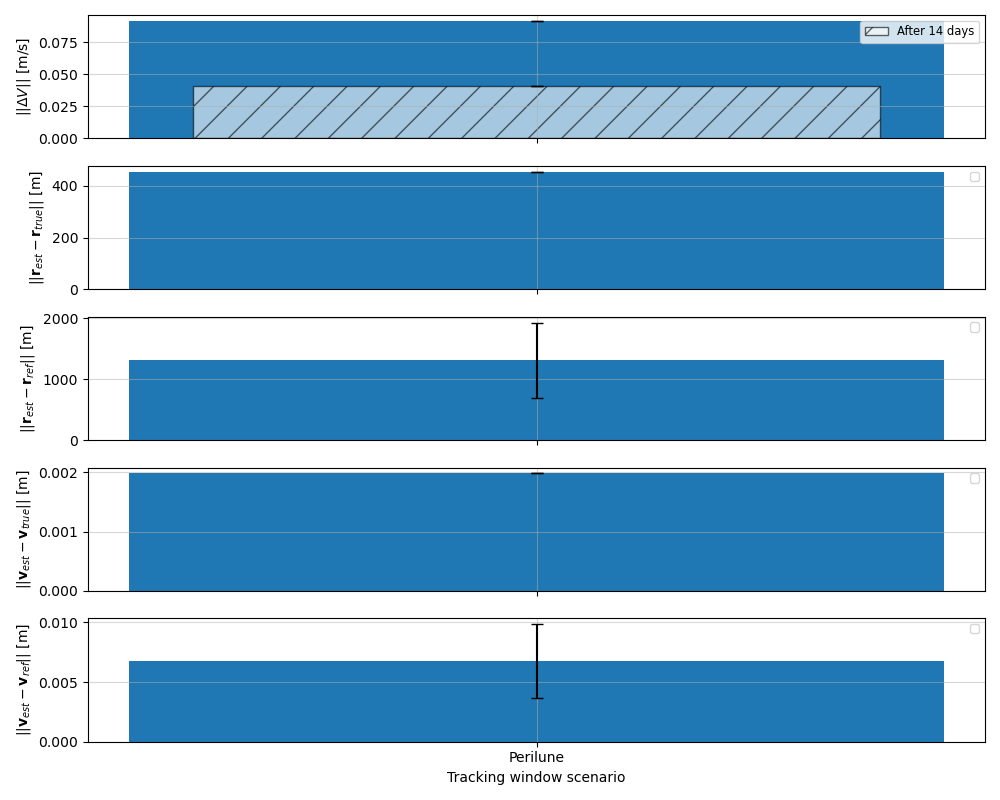 ||ΔV|| [m/s]
0.075
0.050
0.025
0.000
After 14 days
||r_est − r_true|| [m]
400
200
0
||r_est − r_ref|| [m]
2000
1000
0
||v_est − v_true|| [m]
0.002
0.001
0.000
||v_est − v_ref|| [m]
0.010
0.005
0.000
Perilune
Tracking window scenario